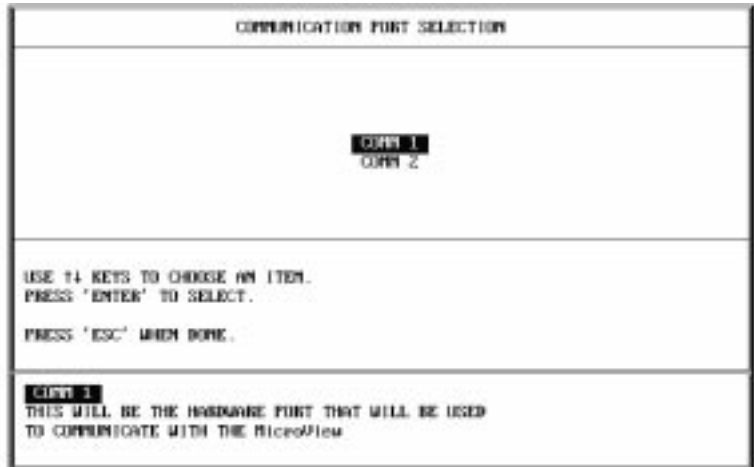 COMMUNICATION PORT SELECTION
COMM 1
COMM 2
USE ↑↓ KEYS TO CHOOSE AN ITEM.
PRESS 'ENTER' TO SELECT.
PRESS 'ESC' WHEN DONE.
COMM 1
THIS WILL BE THE HARDWARE PORT THAT WILL BE USED
TO COMMUNICATE WITH THE MicroView